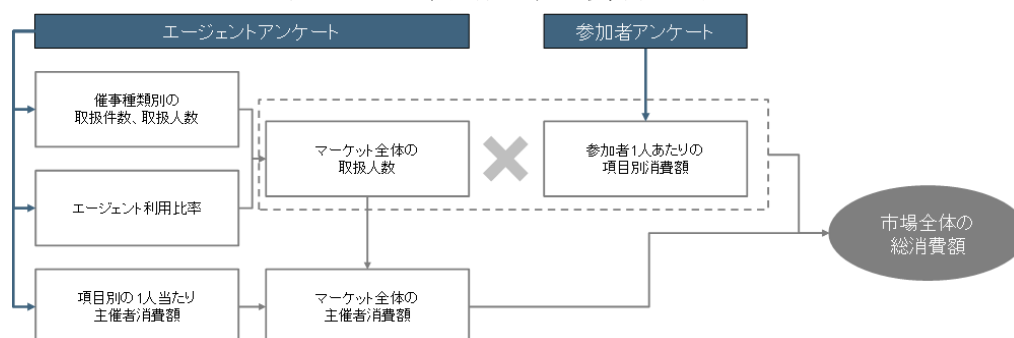 エージェントアンケート
参加者アンケート
催事種類別の
取扱件数、取扱人数
マーケット全体の
取扱人数
参加者1人あたりの
項目別消費額
エージェント利用比率
市場全体の
総消費額
項目別の1人当たり
主催者消費額
マーケット全体の
主催者消費額